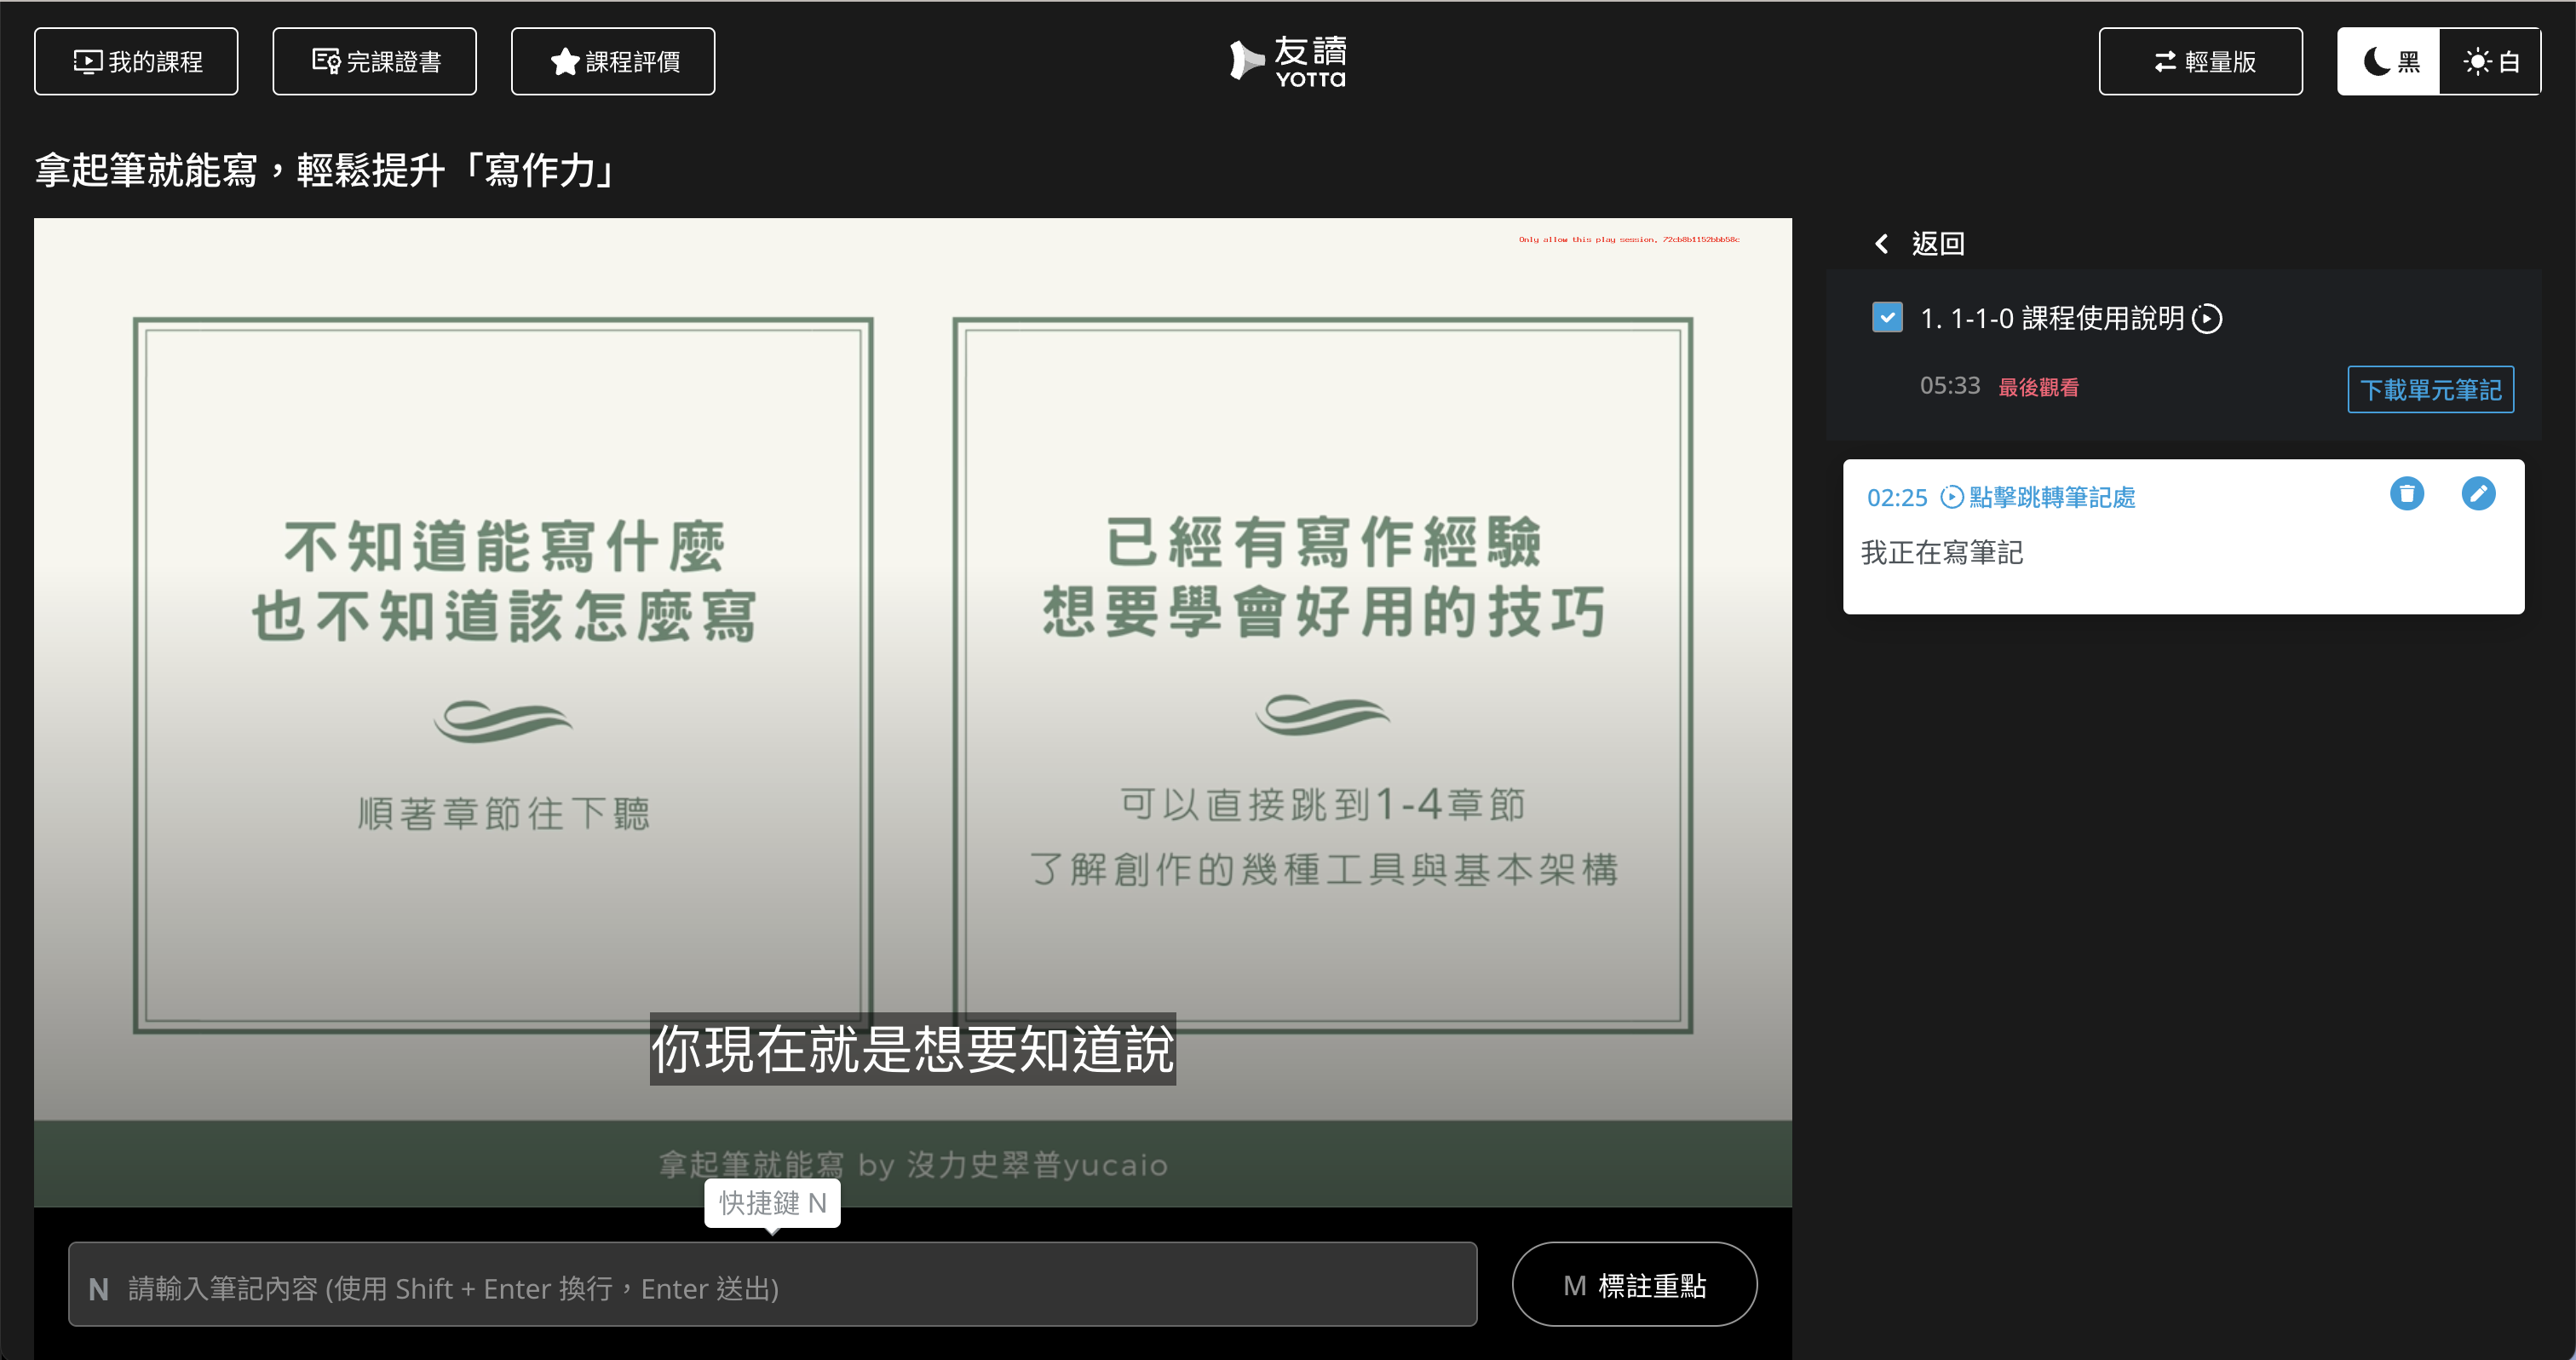 我的課程
完課證書
課程評價
友讀
YOTTA
輕量版
黑
白
拿起筆就能寫，輕鬆提升「寫作力」
Only allow this play session, 72cb8b1152bbb58c
不知道能寫什麼
也不知道該怎麼寫
順著章節往下聽
已經有寫作經驗
想要學會好用的技巧
可以直接跳到1-4章節
了解創作的幾種工具與基本架構
你現在就是想要知道說
拿起筆就能寫 by 沒力史翠普yucaio
快捷鍵 N
N 請輸入筆記內容 (使用 Shift + Enter 換行，Enter 送出)
M 標註重點
返回
1. 1-1-0 課程使用說明
05:33 最後觀看
下載單元筆記
02:25 點擊跳轉筆記處
我正在寫筆記